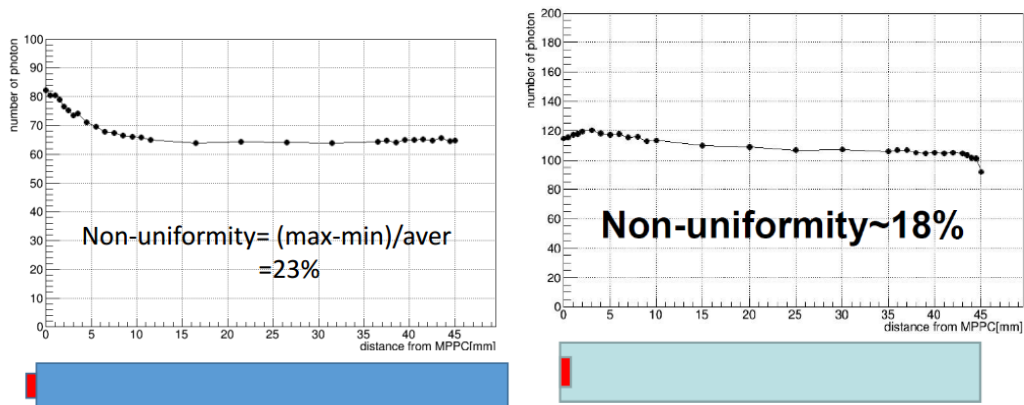 number of photon
100
90
80
70
60
50
40
30
20
10
0
0 5 10 15 20 25 30 35 40 45
distance from MPPC[mm]
Non-uniformity= (max-min)/aver
=23%
number of photon
200
180
160
140
120
100
80
60
40
20
0
0 5 10 15 20 25 30 35 40 45
distance from MPPC[mm]
Non-uniformity~18%